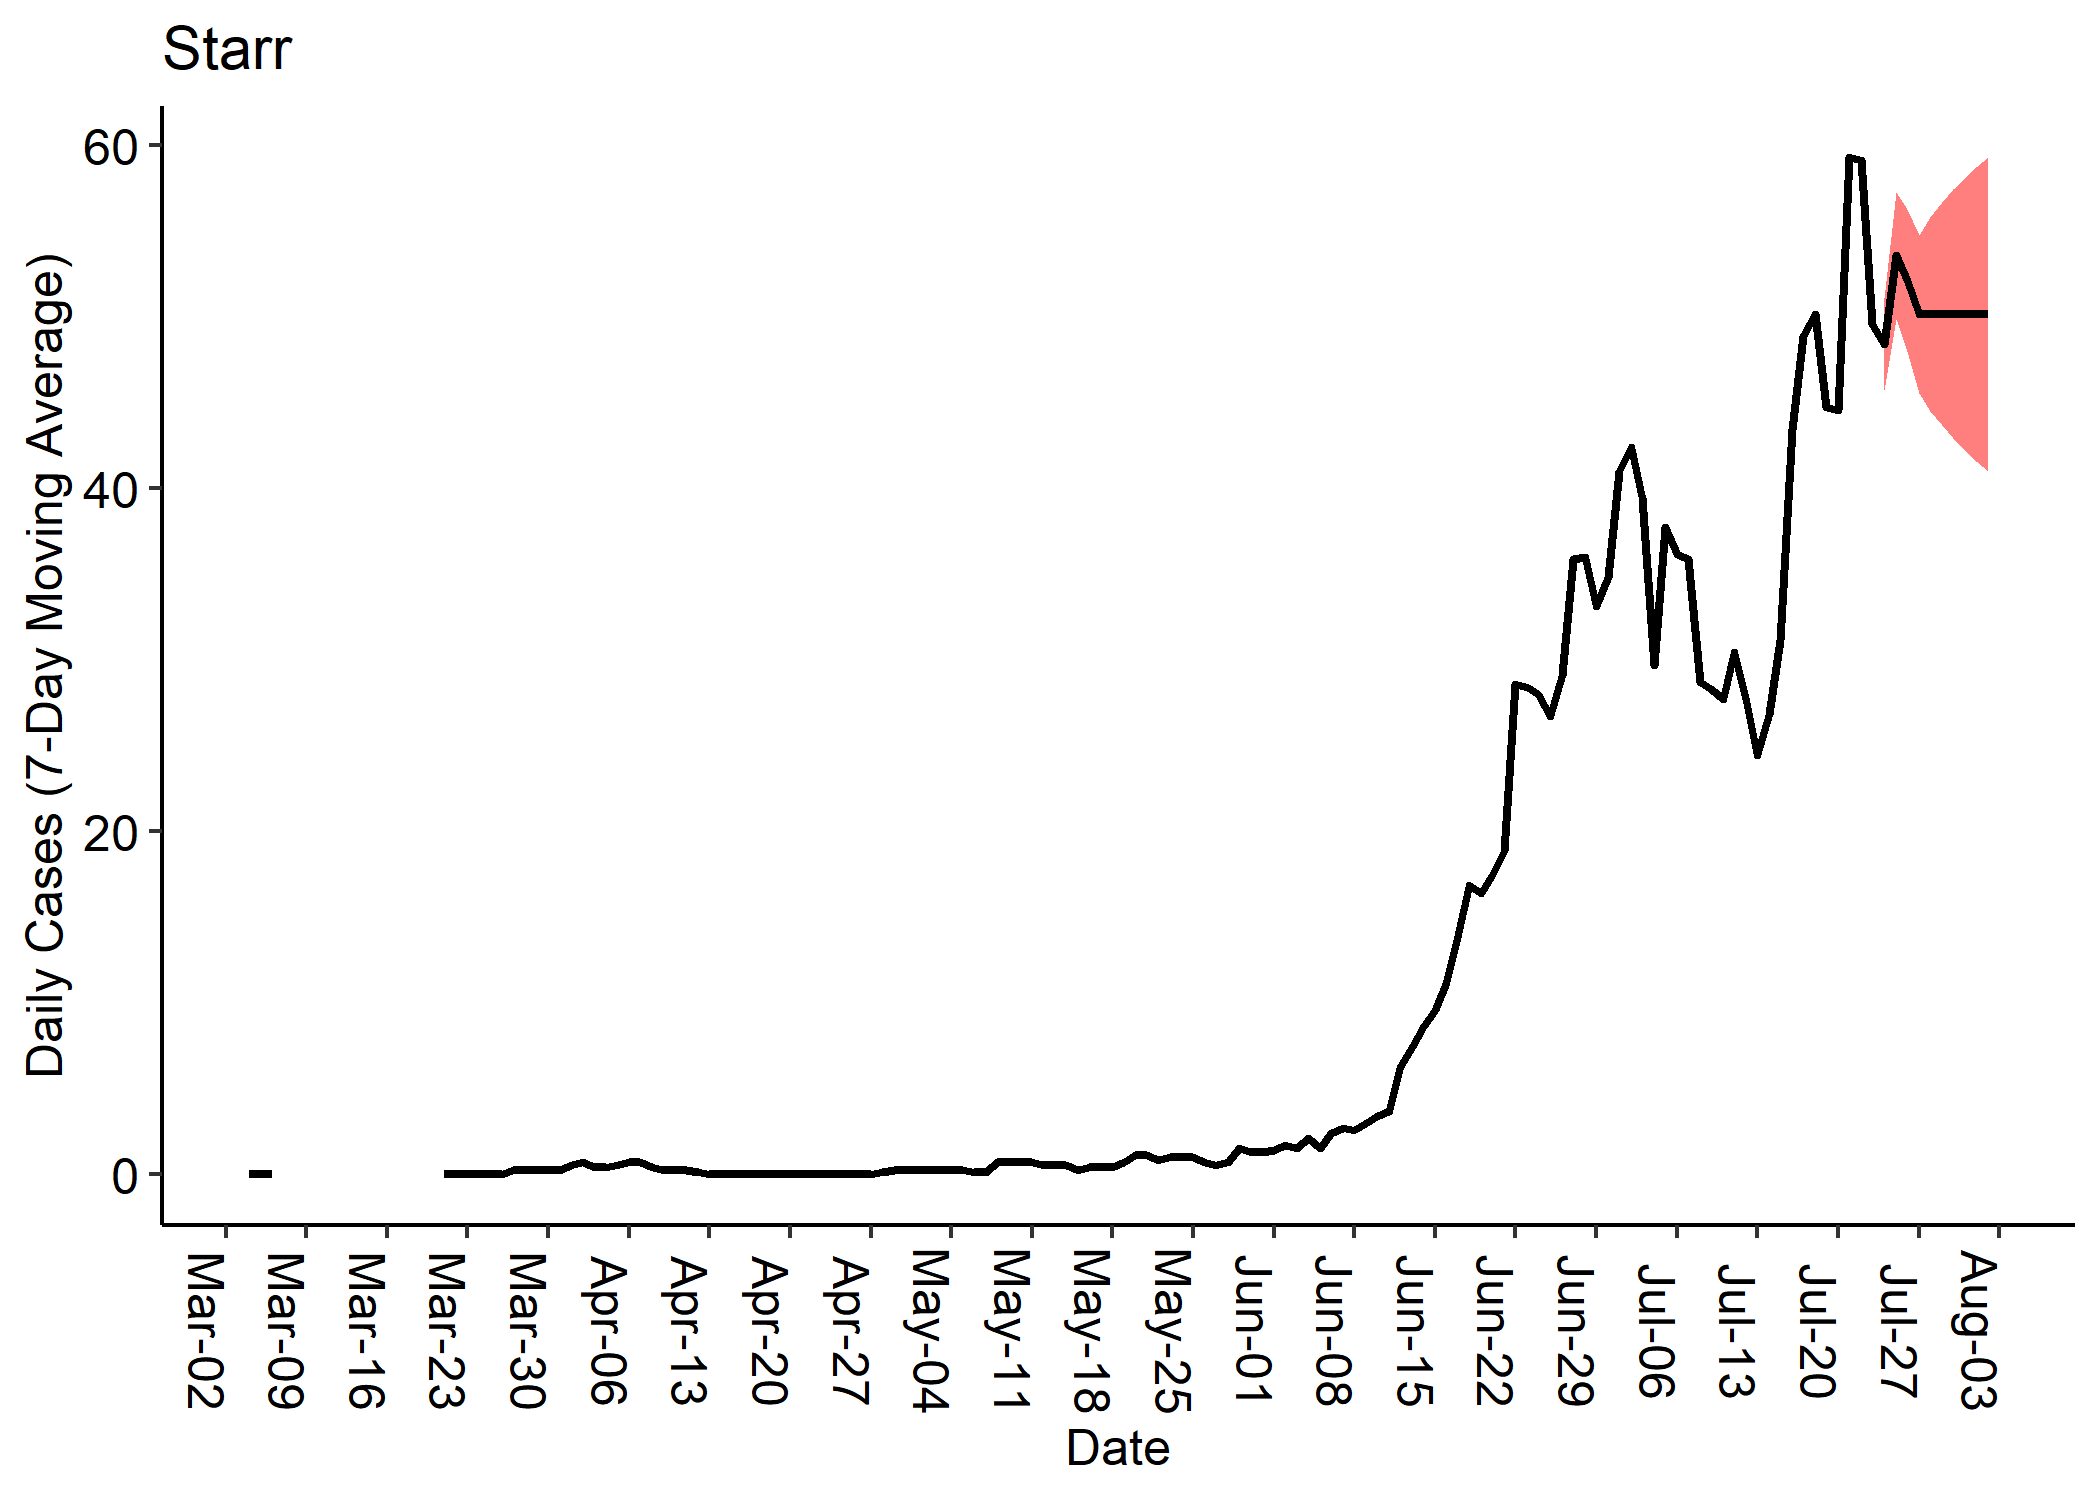 Starr
Daily Cases (7-Day Moving Average)
60
40
20
0
Mar-02
Mar-09
Mar-16
Mar-23
Mar-30
Apr-06
Apr-13
Apr-20
Apr-27
May-04
May-11
May-18
May-25
Jun-01
Jun-08
Jun-15
Jun-22
Jun-29
Jul-06
Jul-13
Jul-20
Jul-27
Aug-03
Date